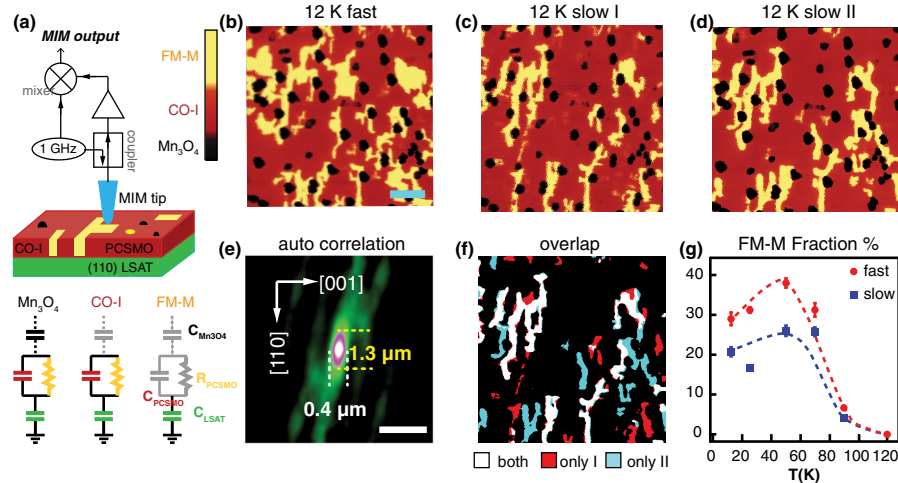 (a)
MIM output
mixer
1 GHz
coupler
MIM tip
CO-I
PCSMO
(110) LSAT
FM-M
CO-I
Mn3O4
Mn3O4
CO-I
FM-M
CMn3O4
RPCSMO
CPCSMO
CLSAT
(b)
12 K fast
(c)
12 K slow I
(d)
12 K slow II
(e)
auto correlation
[001]
[110]
1.3 μm
0.4 μm
(f)
overlap
both
only I
only II
(g)
FM-M Fraction %
fast
slow
40
30
20
10
0
0 20 40 60 80 100 120
T(K)